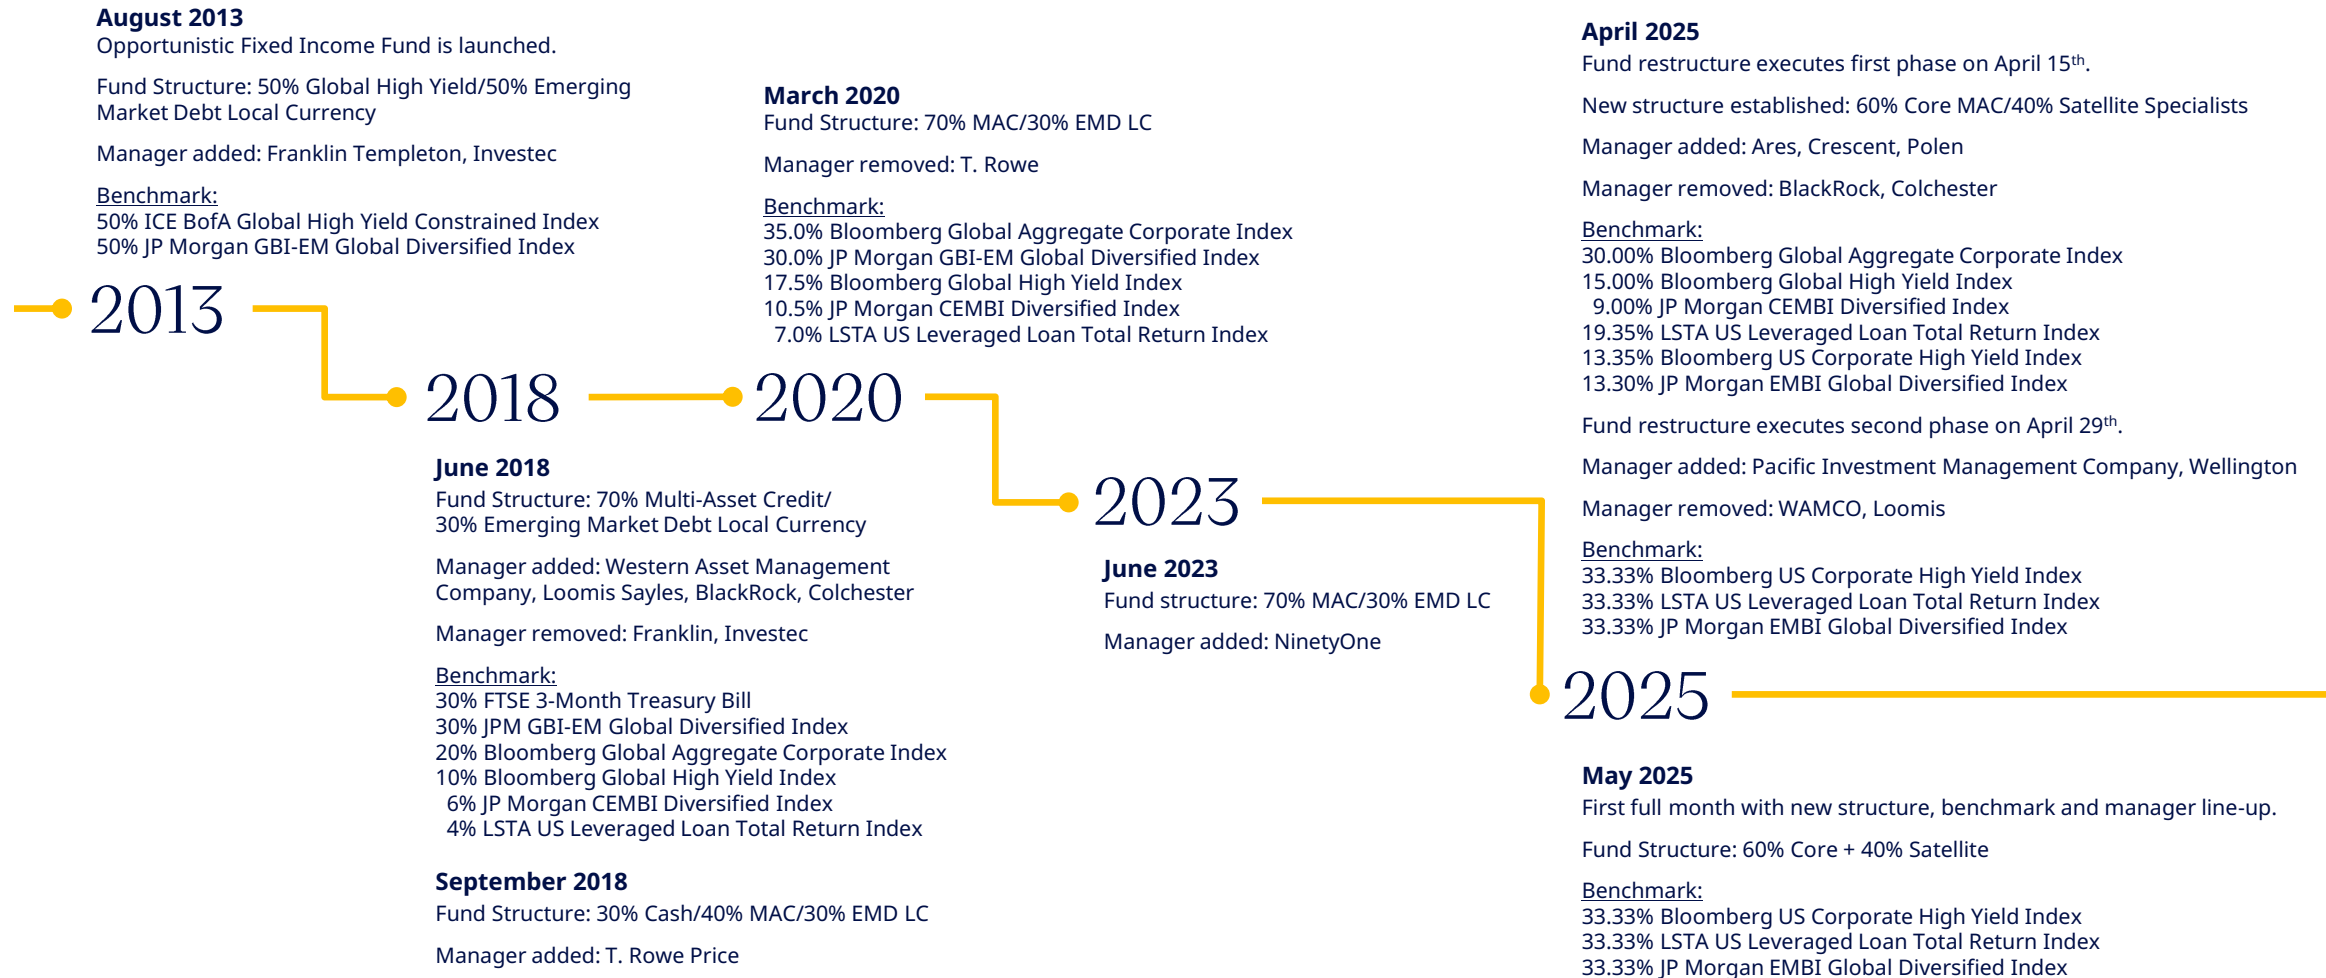 August 2013
Opportunistic Fixed Income Fund is launched.
Fund Structure: 50% Global High Yield/50% Emerging
Market Debt Local Currency
Manager added: Franklin Templeton, Investec
Benchmark:
50% ICE BofA Global High Yield Constrained Index
50% JP Morgan GBI-EM Global Diversified Index
2013
2018
June 2018
Fund Structure: 70% Multi-Asset Credit/
30% Emerging Market Debt Local Currency
Manager added: Western Asset Management
Company, Loomis Sayles, BlackRock, Colchester
Manager removed: Franklin, Investec
Benchmark:
30% FTSE 3-Month Treasury Bill
30% JPM GBI-EM Global Diversified Index
20% Bloomberg Global Aggregate Corporate Index
10% Bloomberg Global High Yield Index
6% JP Morgan CEMBI Diversified Index
4% LSTA US Leveraged Loan Total Return Index
September 2018
Fund Structure: 30% Cash/40% MAC/30% EMD LC
Manager added: T. Rowe Price
March 2020
Fund Structure: 70% MAC/30% EMD LC
Manager removed: T. Rowe
Benchmark:
35.0% Bloomberg Global Aggregate Corporate Index
30.0% JP Morgan GBI-EM Global Diversified Index
17.5% Bloomberg Global High Yield Index
10.5% JP Morgan CEMBI Diversified Index
7.0% LSTA US Leveraged Loan Total Return Index
2020
2023
June 2023
Fund structure: 70% MAC/30% EMD LC
Manager added: NinetyOne
April 2025
Fund restructure executes first phase on April 15th.
New structure established: 60% Core MAC/40% Satellite Specialists
Manager added: Ares, Crescent, Polen
Manager removed: BlackRock, Colchester
Benchmark:
30.00% Bloomberg Global Aggregate Corporate Index
15.00% Bloomberg Global High Yield Index
9.00% JP Morgan CEMBI Diversified Index
19.35% LSTA US Leveraged Loan Total Return Index
13.35% Bloomberg US Corporate High Yield Index
13.30% JP Morgan EMBI Global Diversified Index
Fund restructure executes second phase on April 29th.
Manager added: Pacific Investment Management Company, Wellington
Manager removed: WAMCO, Loomis
Benchmark:
33.33% Bloomberg US Corporate High Yield Index
33.33% LSTA US Leveraged Loan Total Return Index
33.33% JP Morgan EMBI Global Diversified Index
2025
May 2025
First full month with new structure, benchmark and manager line-up.
Fund Structure: 60% Core + 40% Satellite
Benchmark:
33.33% Bloomberg US Corporate High Yield Index
33.33% LSTA US Leveraged Loan Total Return Index
33.33% JP Morgan EMBI Global Diversified Index